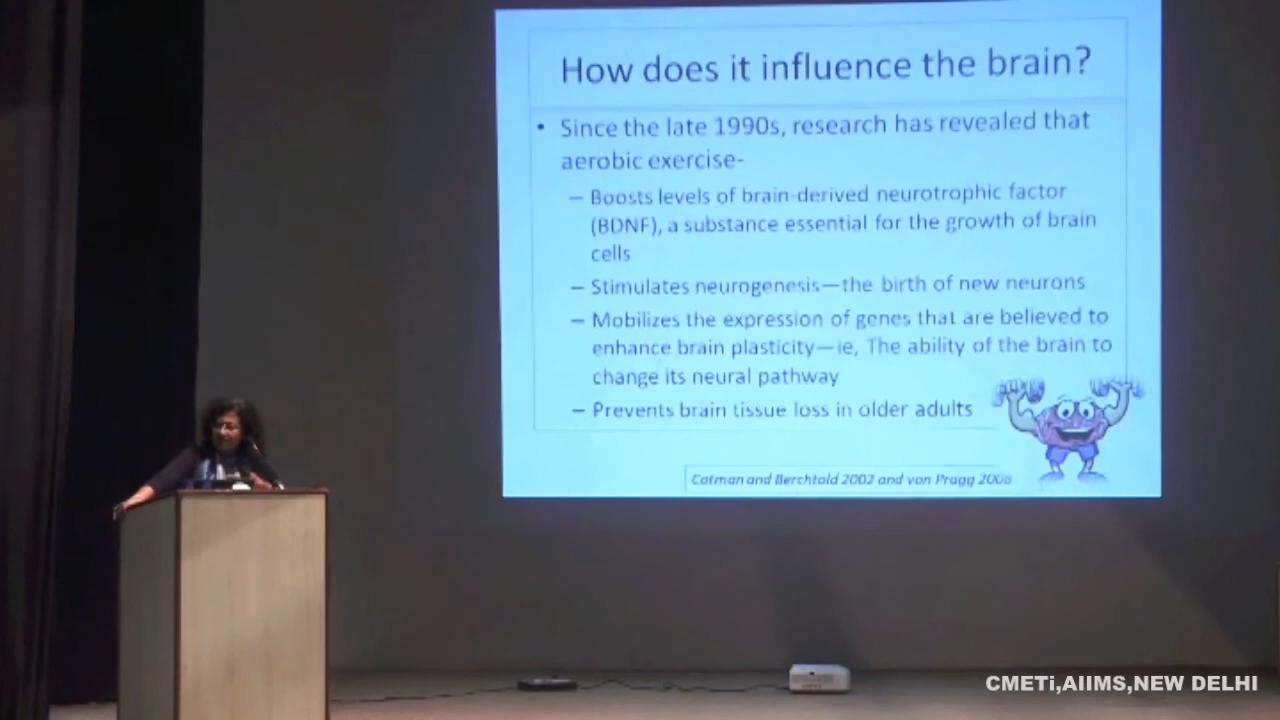 How does it influence the brain?
• Since the late 1990s, research has revealed that
aerobic exercise-
– Boosts levels of brain-derived neurotrophic factor
(BDNF), a substance essential for the growth of brain
cells
– Stimulates neurogenesis—the birth of new neurons
– Mobilizes the expression of genes that are believed to
enhance brain plasticity—ie, The ability of the brain to
change its neural pathway
– Prevents brain tissue loss in older adults
Cotman and Berchtold 2002 and von Pragg 2008
CMETi,AIIMS,NEW DELHI